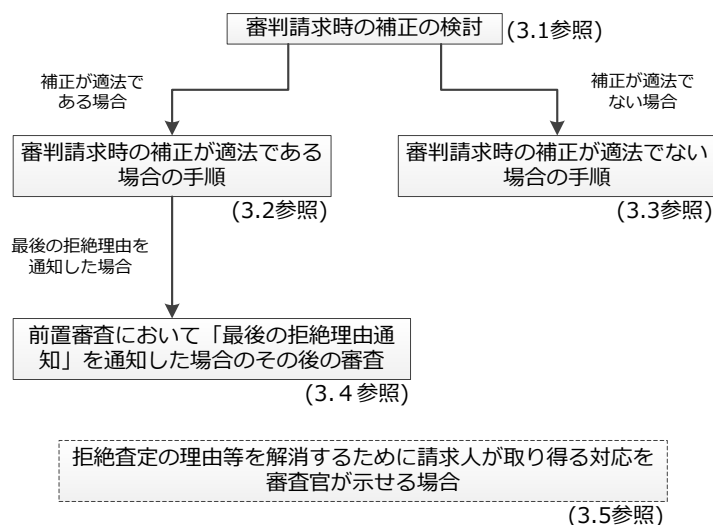 審判請求時の補正の検討
(3.1参照)
補正が適法で
ある場合
補正が適法で
ない場合
審判請求時の補正が適法である
場合の手順
(3.2参照)
審判請求時の補正が適法でない
場合の手順
(3.3参照)
最後の拒絶理由を
通知した場合
前置審査において「最後の拒絶理由通
知」を通知した場合のその後の審査
(3.４参照)
拒絶査定の理由等を解消するために請求人が取り得る対応を
審査官が示せる場合
(3.5参照)